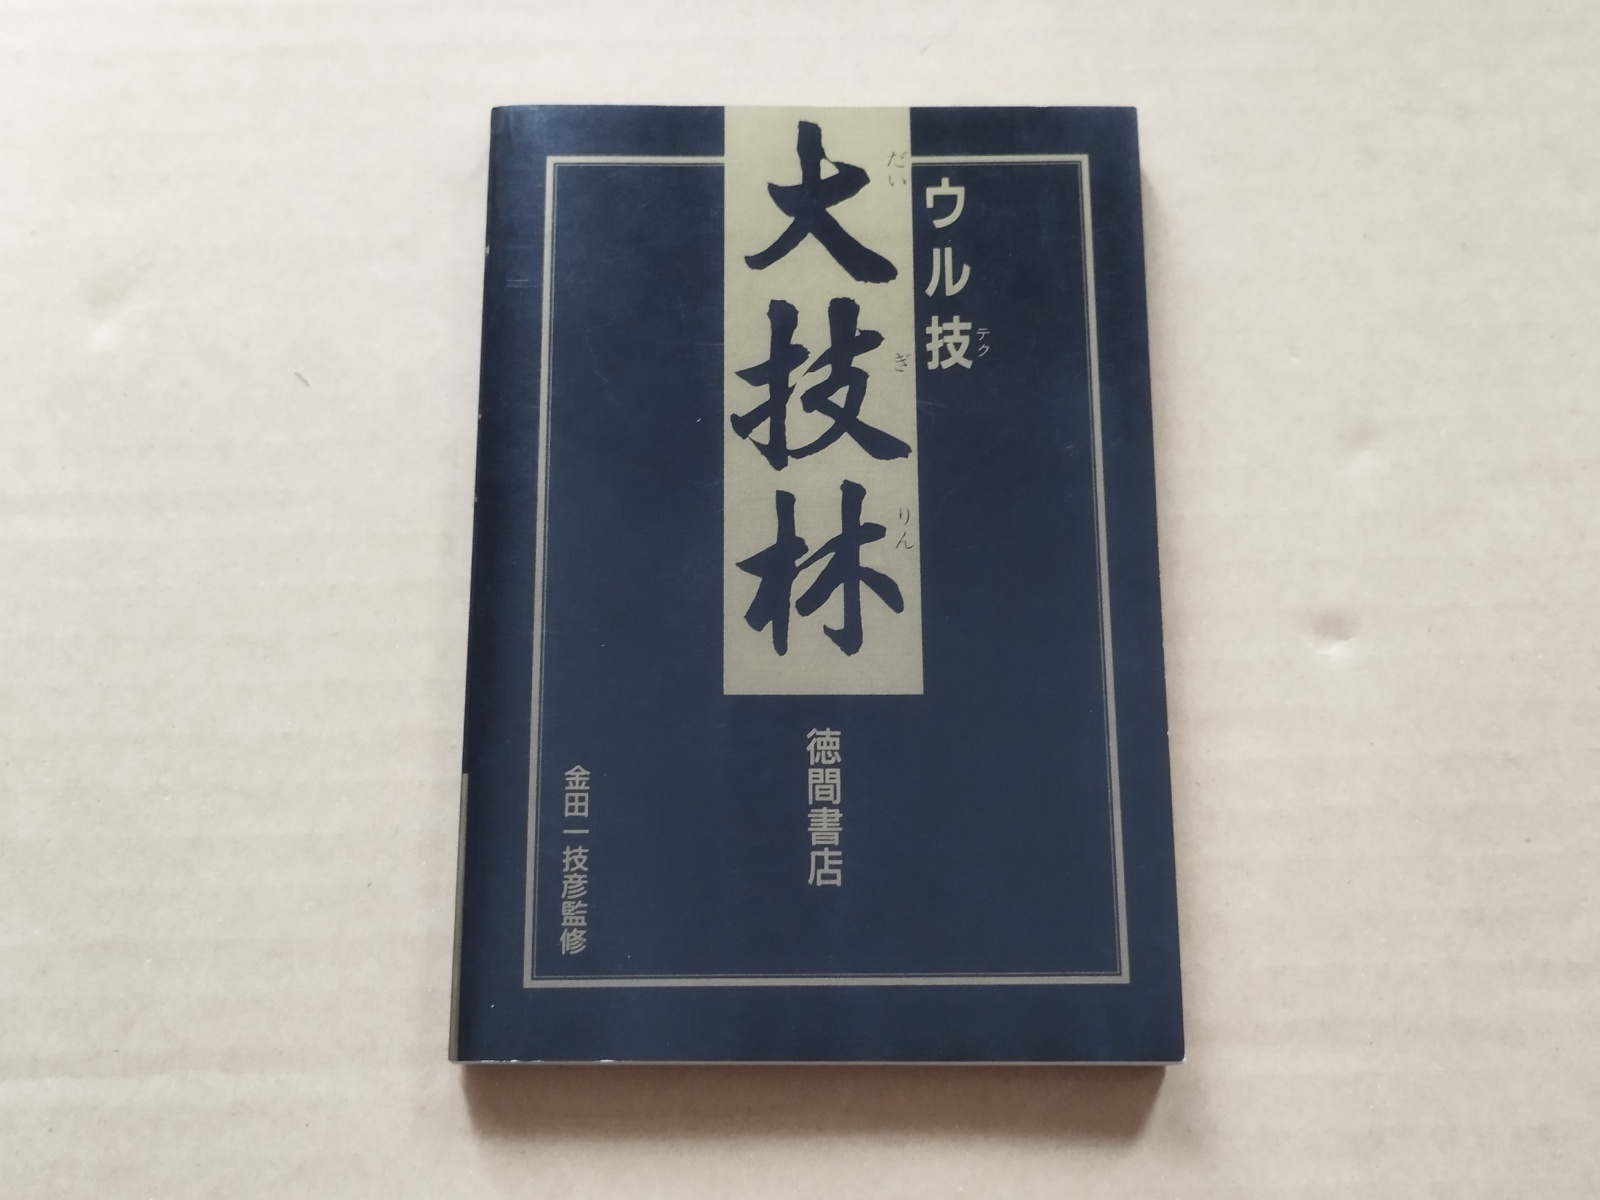 ウル技
テク
大技林
だいぎりん
徳間書店
金田一技彦監修